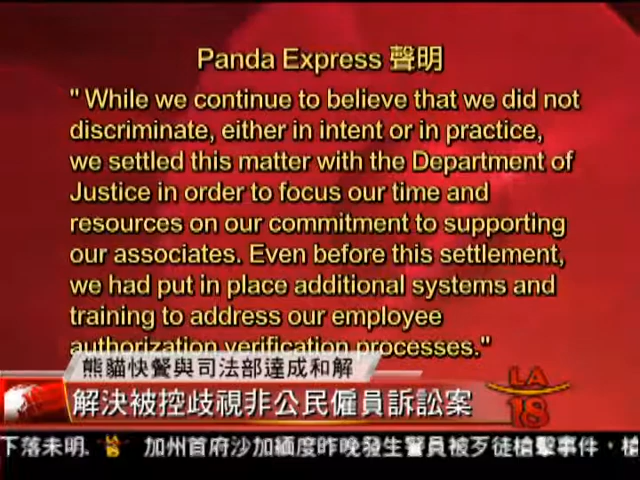 Panda Express 聲明
" While we continue to believe that we did not
discriminate, either in intent or in practice,
we settled this matter with the Department of
Justice in order to focus our time and
resources on our commitment to supporting
our associates. Even before this settlement,
we had put in place additional systems and
training to address our employee
authorization verification processes."
熊貓快餐與司法部達成和解
解決被控歧視非公民僱員訴訟案
LA
18
下落未明.
加州首府沙加緬度昨晚發生警員被歹徒槍擊事件，槍